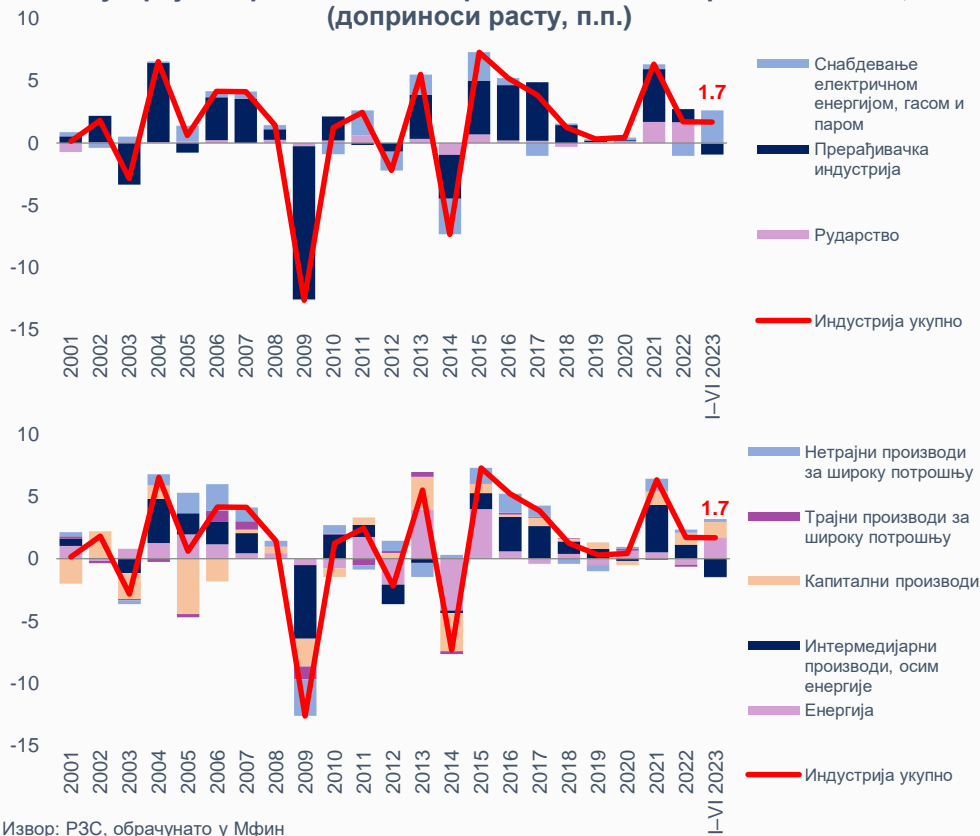 (доприноси расту, п.п.)
10
5
0
-5
-10
-15
1.7
Снабдевање
електричном
енергијом, гасом и
паром
Прерађивачка
индустрија
Рударство
Индустрија укупно
2001
2002
2003
2004
2005
2006
2007
2008
2009
2010
2011
2012
2013
2014
2015
2016
2017
2018
2019
2020
2021
2022
I–VI 2023
10
5
0
-5
-10
-15
1.7
Нетрајни производи
за широку потрошњу
Трајни производи за
широку потрошњу
Капитални производи
Интермедијарни
производи, осим
енергије
Енергија
Индустрија укупно
2001
2002
2003
2004
2005
2006
2007
2008
2009
2010
2011
2012
2013
2014
2015
2016
2017
2018
2019
2020
2021
2022
I–VI 2023
Извор: РЗС, обрачунато у Мфин